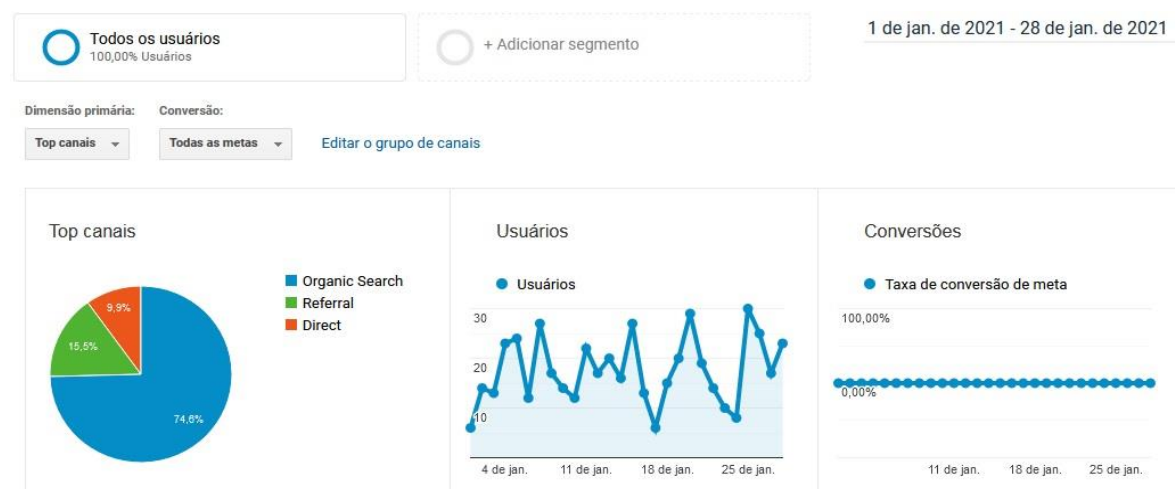 Todos os usuários
100,00% Usuários
+ Adicionar segmento
1 de jan. de 2021 - 28 de jan. de 2021
Dimensão primária:
Conversão:
Top canais
Todas as metas
Editar o grupo de canais
Top canais
Organic Search
Referral
Direct
9,9%
15,5%
74,6%
Usuários
Usuários
30
20
10
4 de jan.
11 de jan.
18 de jan.
25 de jan.
Conversões
Taxa de conversão de meta
100,00%
0,00%
11 de jan.
18 de jan.
25 de jan.